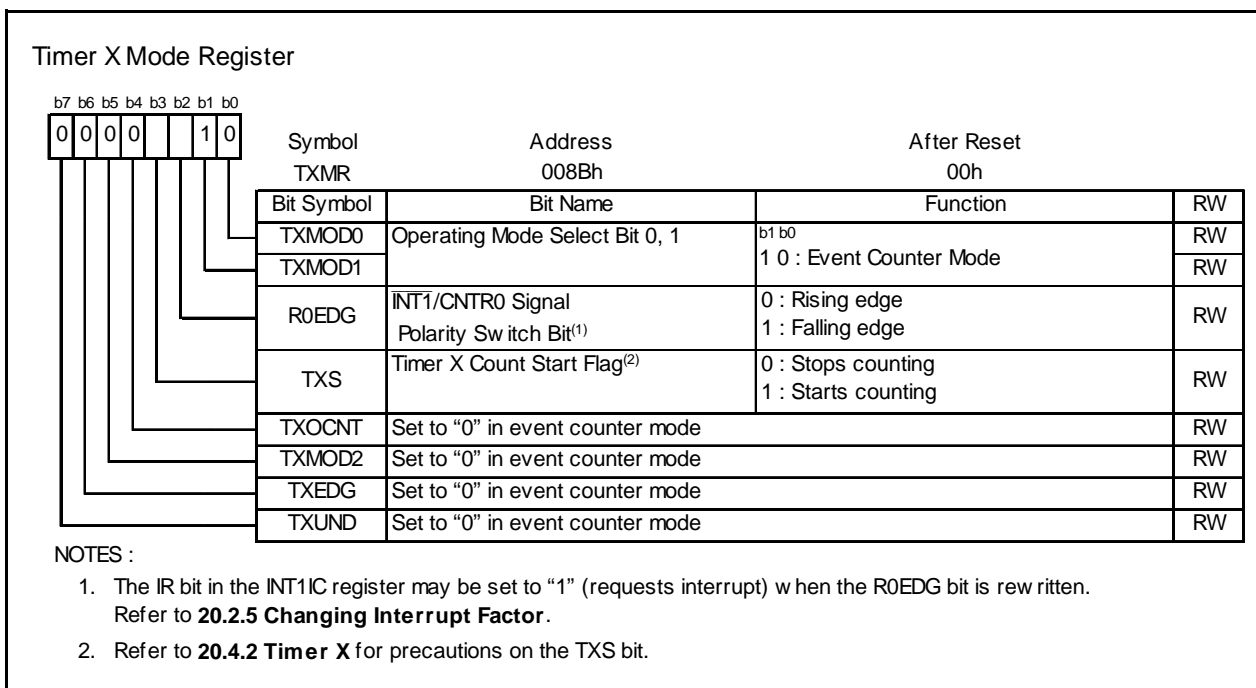 Timer X Mode Register
b7 b6 b5 b4 b3 b2 b1 b0
0 0 0 0 1 0
Symbol Address After Reset
TXMR 008Bh 00h
Bit Symbol Bit Name Function RW
TXMOD0 Operating Mode Select Bit 0, 1 b1 b0 RW
TXMOD1 1 0 : Event Counter Mode RW
R0EDG INT1/CNTR0 Signal 0 : Rising edge RW
Polarity Switch Bit(1) 1 : Falling edge
TXS Timer X Count Start Flag(2) 0 : Stops counting RW
1 : Starts counting
TXOCNT Set to “0” in event counter mode RW
TXMOD2 Set to “0” in event counter mode RW
TXEDG Set to “0” in event counter mode RW
TXUND Set to “0” in event counter mode RW
NOTES :
1. The IR bit in the INT1IC register may be set to “1” (requests interrupt) when the R0EDG bit is rewritten.
Refer to 20.2.5 Changing Interrupt Factor.
2. Refer to 20.4.2 Timer X for precautions on the TXS bit.